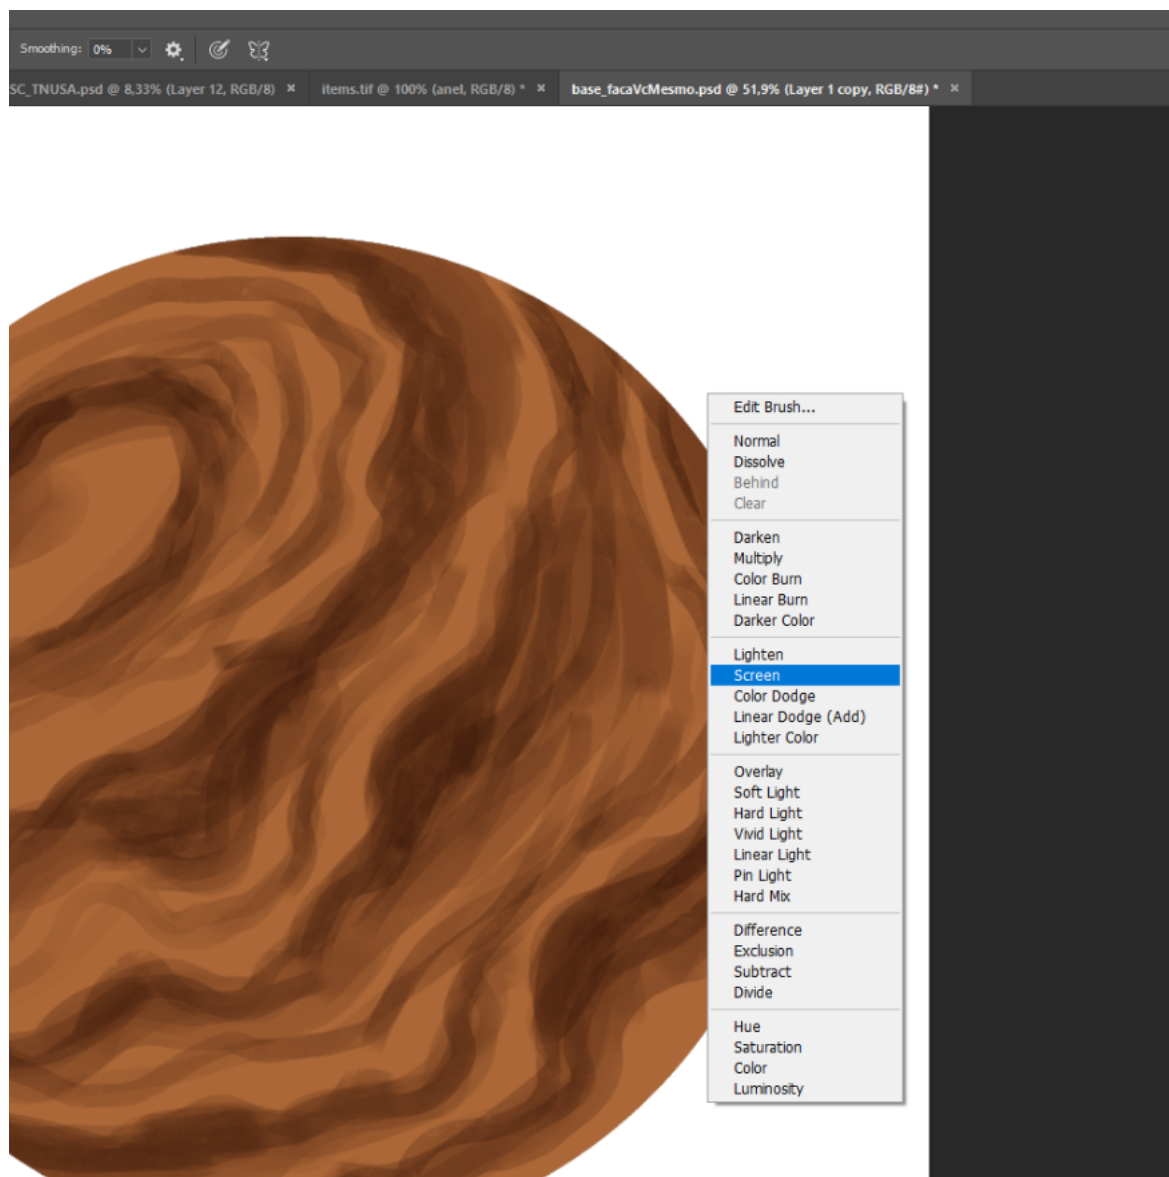 Smoothing: 0%
SC_TNUSA.psd @ 8,33% (Layer 12, RGB/8) × items.tif @ 100% (anel, RGB/8) * × base_facaVcMesmo.psd @ 51,9% (Layer 1 copy, RGB/8#) * ×
Edit Brush...
Normal
Dissolve
Behind
Clear
Darken
Multiply
Color Burn
Linear Burn
Darker Color
Lighten
Screen
Color Dodge
Linear Dodge (Add)
Lighter Color
Overlay
Soft Light
Hard Light
Vivid Light
Linear Light
Pin Light
Hard Mix
Difference
Exclusion
Subtract
Divide
Hue
Saturation
Color
Luminosity